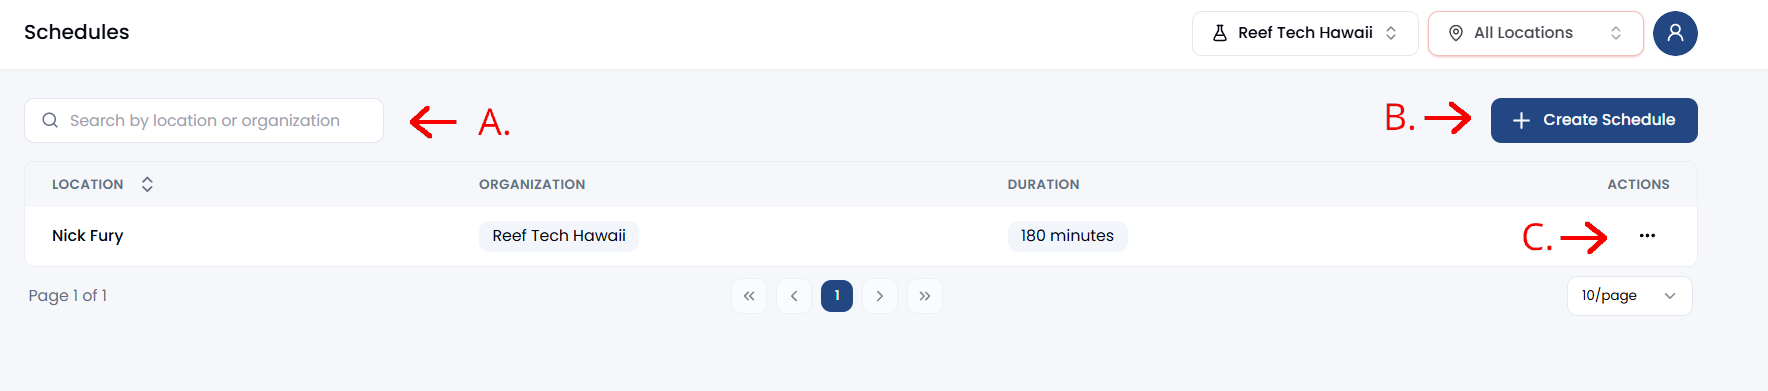 Schedules
Reef Tech Hawaii
All Locations
Search by location or organization
A.
B.
Create Schedule
LOCATION ORGANIZATION DURATION ACTIONS
Nick Fury Reef Tech Hawaii 180 minutes C. ...
Page 1 of 1
1
10/page